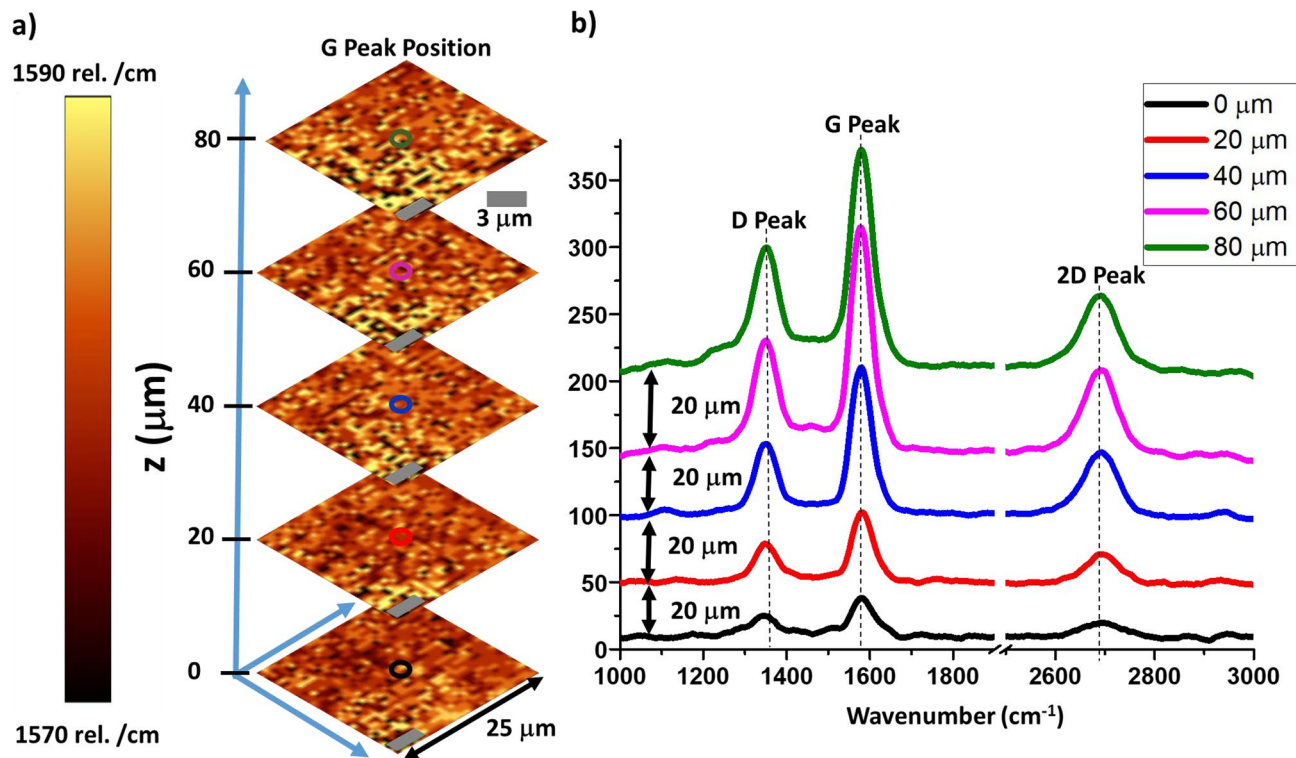 a)
G Peak Position
1590 rel. /cm
1570 rel. /cm
z (μm)
80
60
40
20
0
3 μm
25 μm
b)
0 μm
20 μm
40 μm
60 μm
80 μm
D Peak
G Peak
2D Peak
350
300
250
200
150
100
50
0
20 μm
20 μm
20 μm
20 μm
1000 1200 1400 1600 1800 2600 2800 3000
Wavenumber (cm⁻¹)